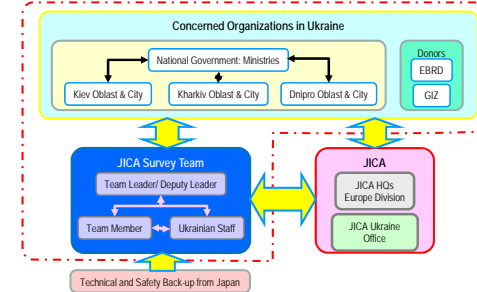 Concerned Organizations in Ukraine
National Government: Ministries
Kiev Oblast & City
Kharkiv Oblast & City
Dnipro Oblast & City
Donors
EBRD
GIZ
JICA Survey Team
Team Leader/ Deputy Leader
Team Member
Ukrainian Staff
JICA
JICA HQs
Europe Division
JICA Ukraine
Office
Technical and Safety Back-up from Japan